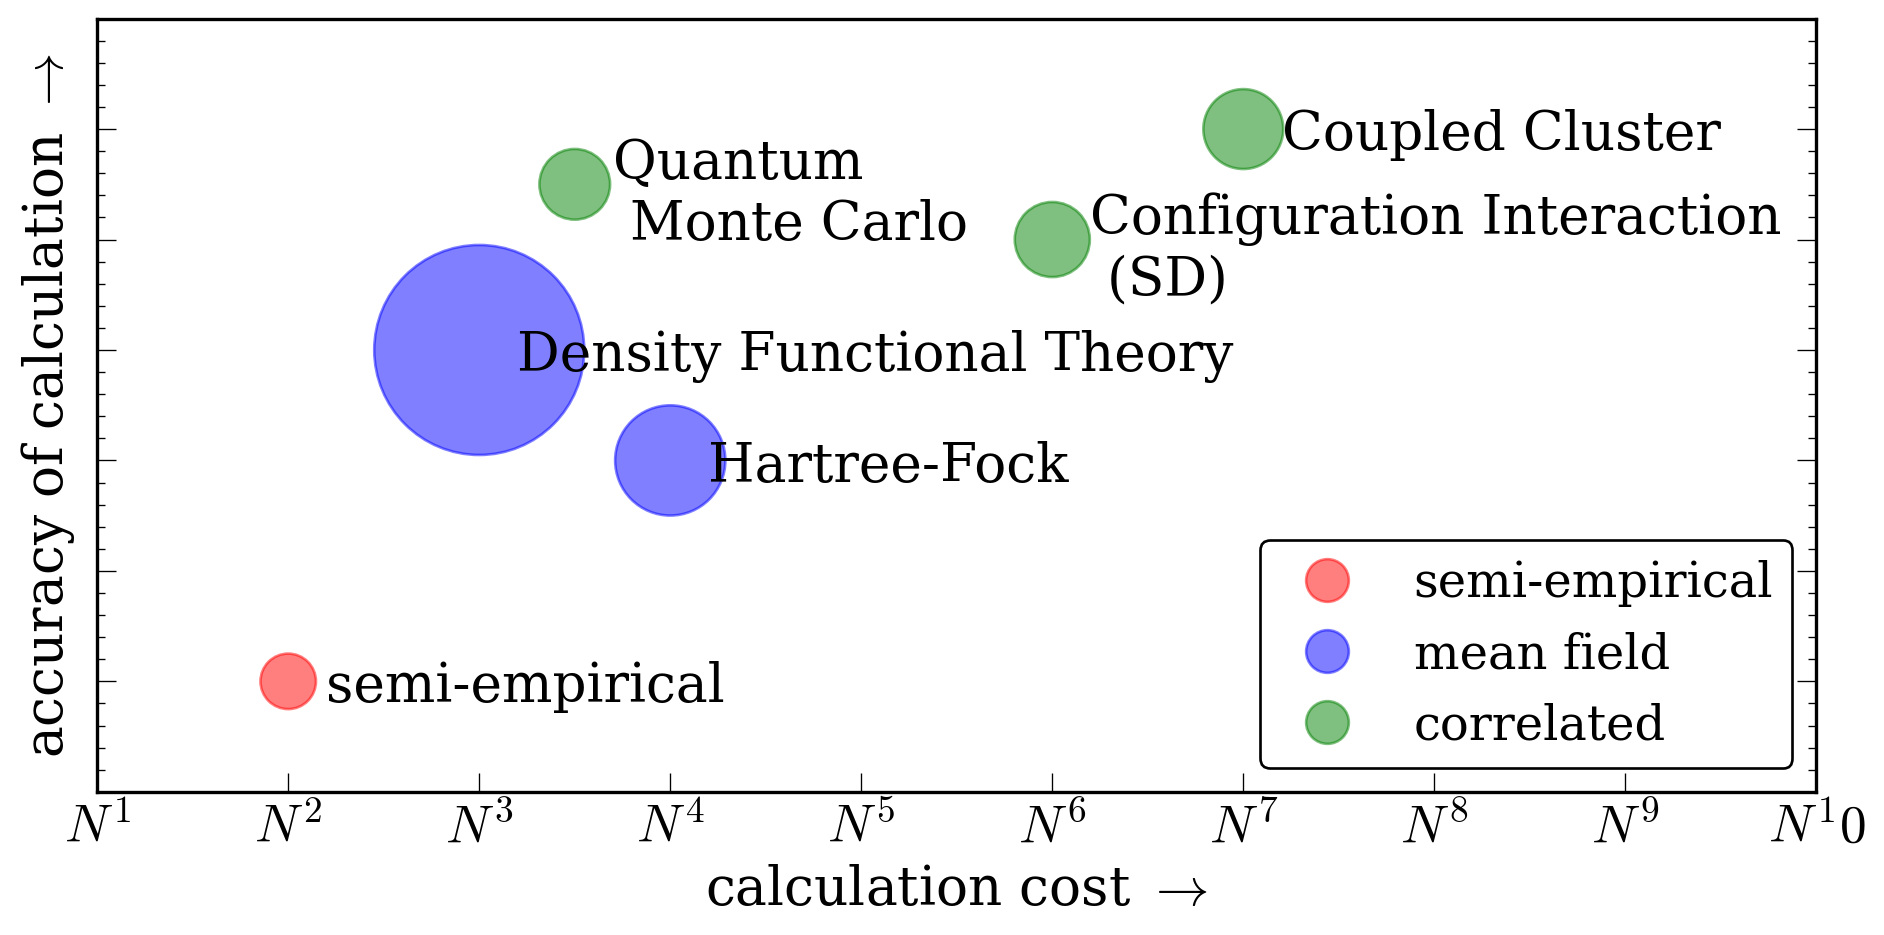 accuracy of calculation →
Quantum
Monte Carlo
Coupled Cluster
Configuration Interaction
(SD)
Density Functional Theory
Hartree-Fock
semi-empirical
semi-empirical
mean field
correlated
N¹ N² N³ N⁴ N⁵ N⁶ N⁷ N⁸ N⁹ N¹0
calculation cost →